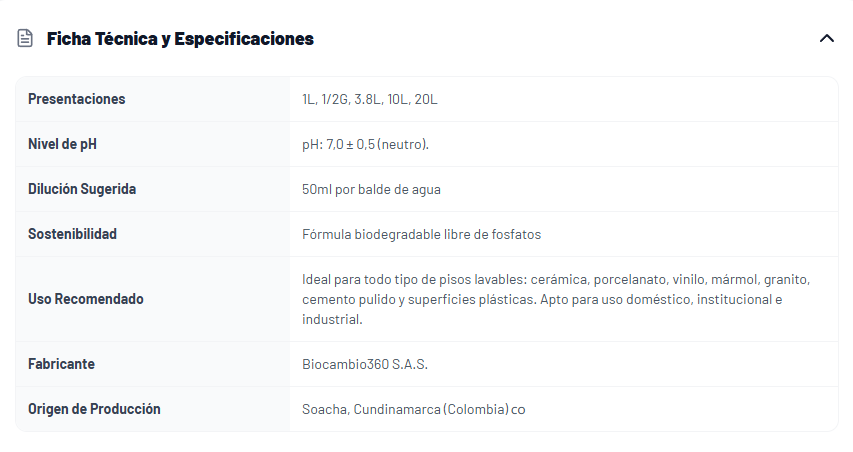 Ficha Técnica y Especificaciones
Presentaciones
1L, 1/2G, 3.8L, 10L, 20L
Nivel de pH
pH: 7,0 ± 0,5 (neutro).
Dilución Sugerida
50ml por balde de agua
Sostenibilidad
Fórmula biodegradable libre de fosfatos
Uso Recomendado
Ideal para todo tipo de pisos lavables: cerámica, porcelanato, vinilo, mármol, granito,
cemento pulido y superficies plásticas. Apto para uso doméstico, institucional e
industrial.
Fabricante
Biocambio360 S.A.S.
Origen de Producción
Soacha, Cundinamarca (Colombia) co